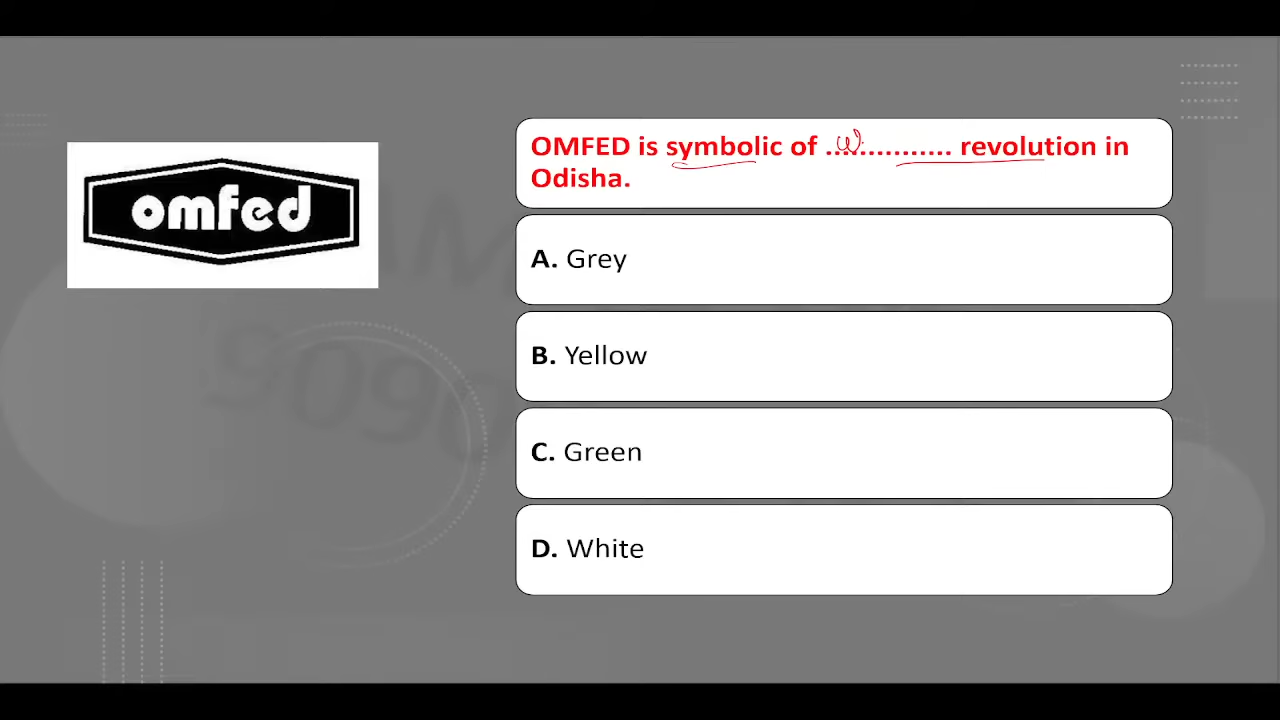 omfed
OMFED is symbolic of ............... revolution in
W
Odisha.
A. Grey
B. Yellow
C. Green
D. White